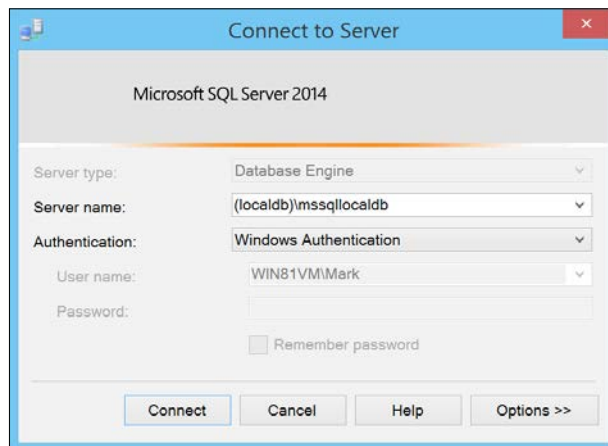 Connect to Server
Microsoft SQL Server 2014
Server type: Database Engine
Server name: (localdb)\mssqllocaldb
Authentication: Windows Authentication
User name: WIN81VM\Mark
Password:
Remember password
Connect Cancel Help Options >>